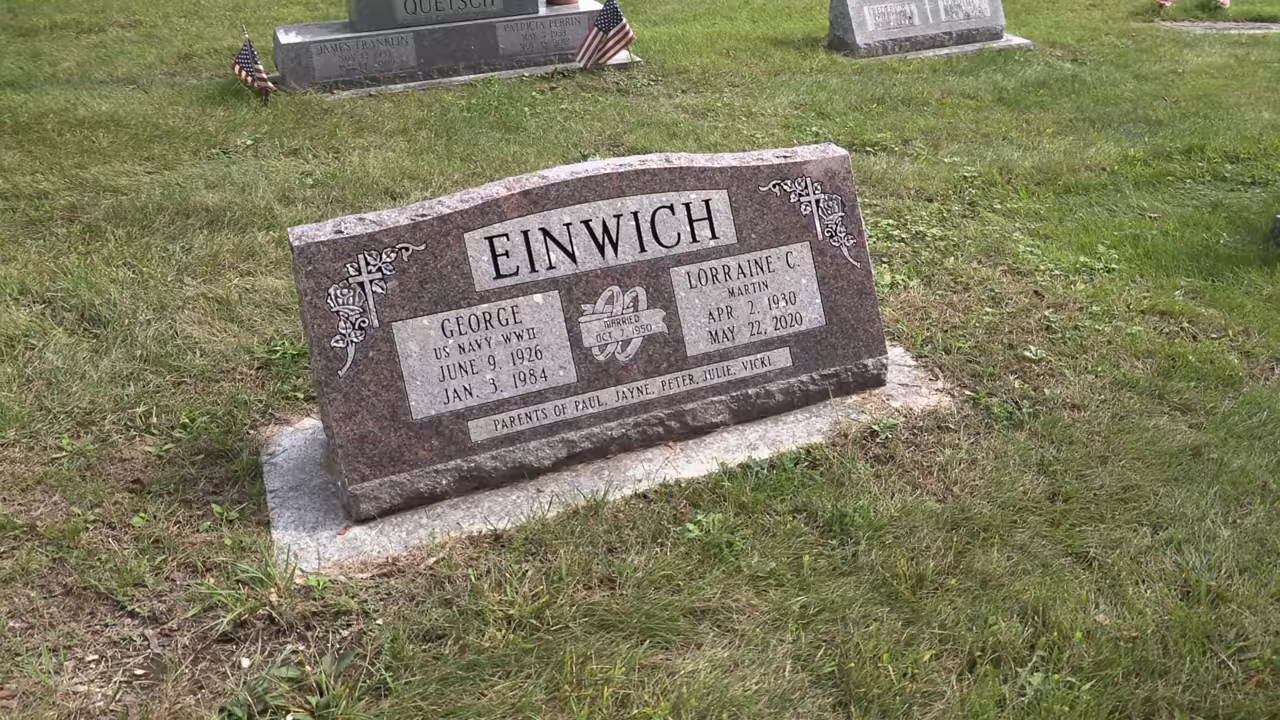 QUETSCH
JAMES FRANKLIN
PATRICIA PERRIN
EINWICH
GEORGE
US NAVY WWII
JUNE 9, 1926
JAN. 3, 1984
MARRIED
OCT. 7, 1950
LORRAINE C.
MARTIN
APR 2, 1930
MAY 22, 2020
PARENTS OF PAUL, JAYNE, PETER, JULIE, VICKI